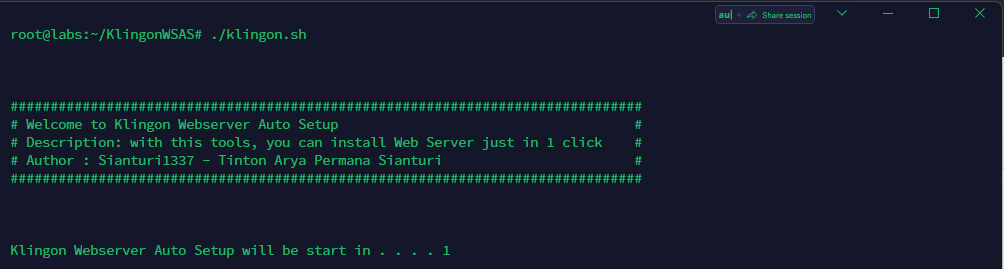 au| Share session
root@labs:~/KlingonWSAS# ./klingon.sh
###############################################################################
# Welcome to Klingon Webserver Auto Setup #
# Description: with this tools, you can install Web Server just in 1 click #
# Author : Sianturi1337 - Tinton Arya Permana Sianturi #
###############################################################################
Klingon Webserver Auto Setup will be start in . . . . 1